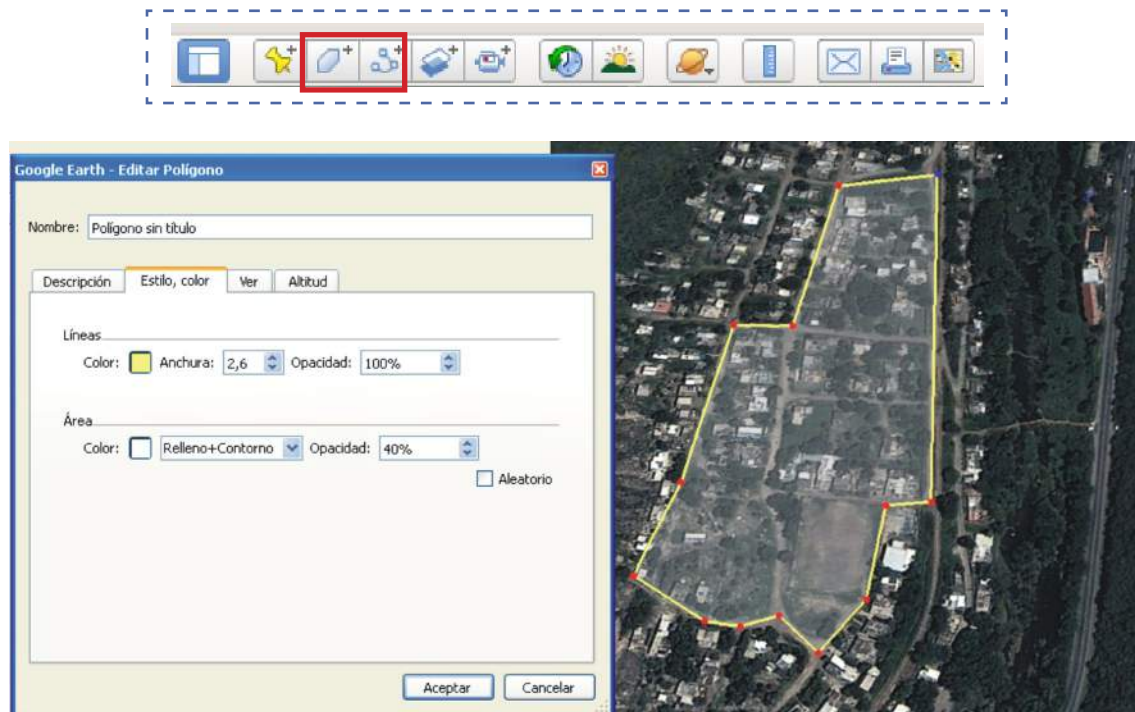 Google Earth - Editar Polígono
Nombre: Polígono sin título
Descripción Estilo, color Ver Altitud
Líneas
Color: Anchura: 2,6 Opacidad: 100%
Área
Color: Relleno+Contorno Opacidad: 40%
Aleatorio
Aceptar Cancelar